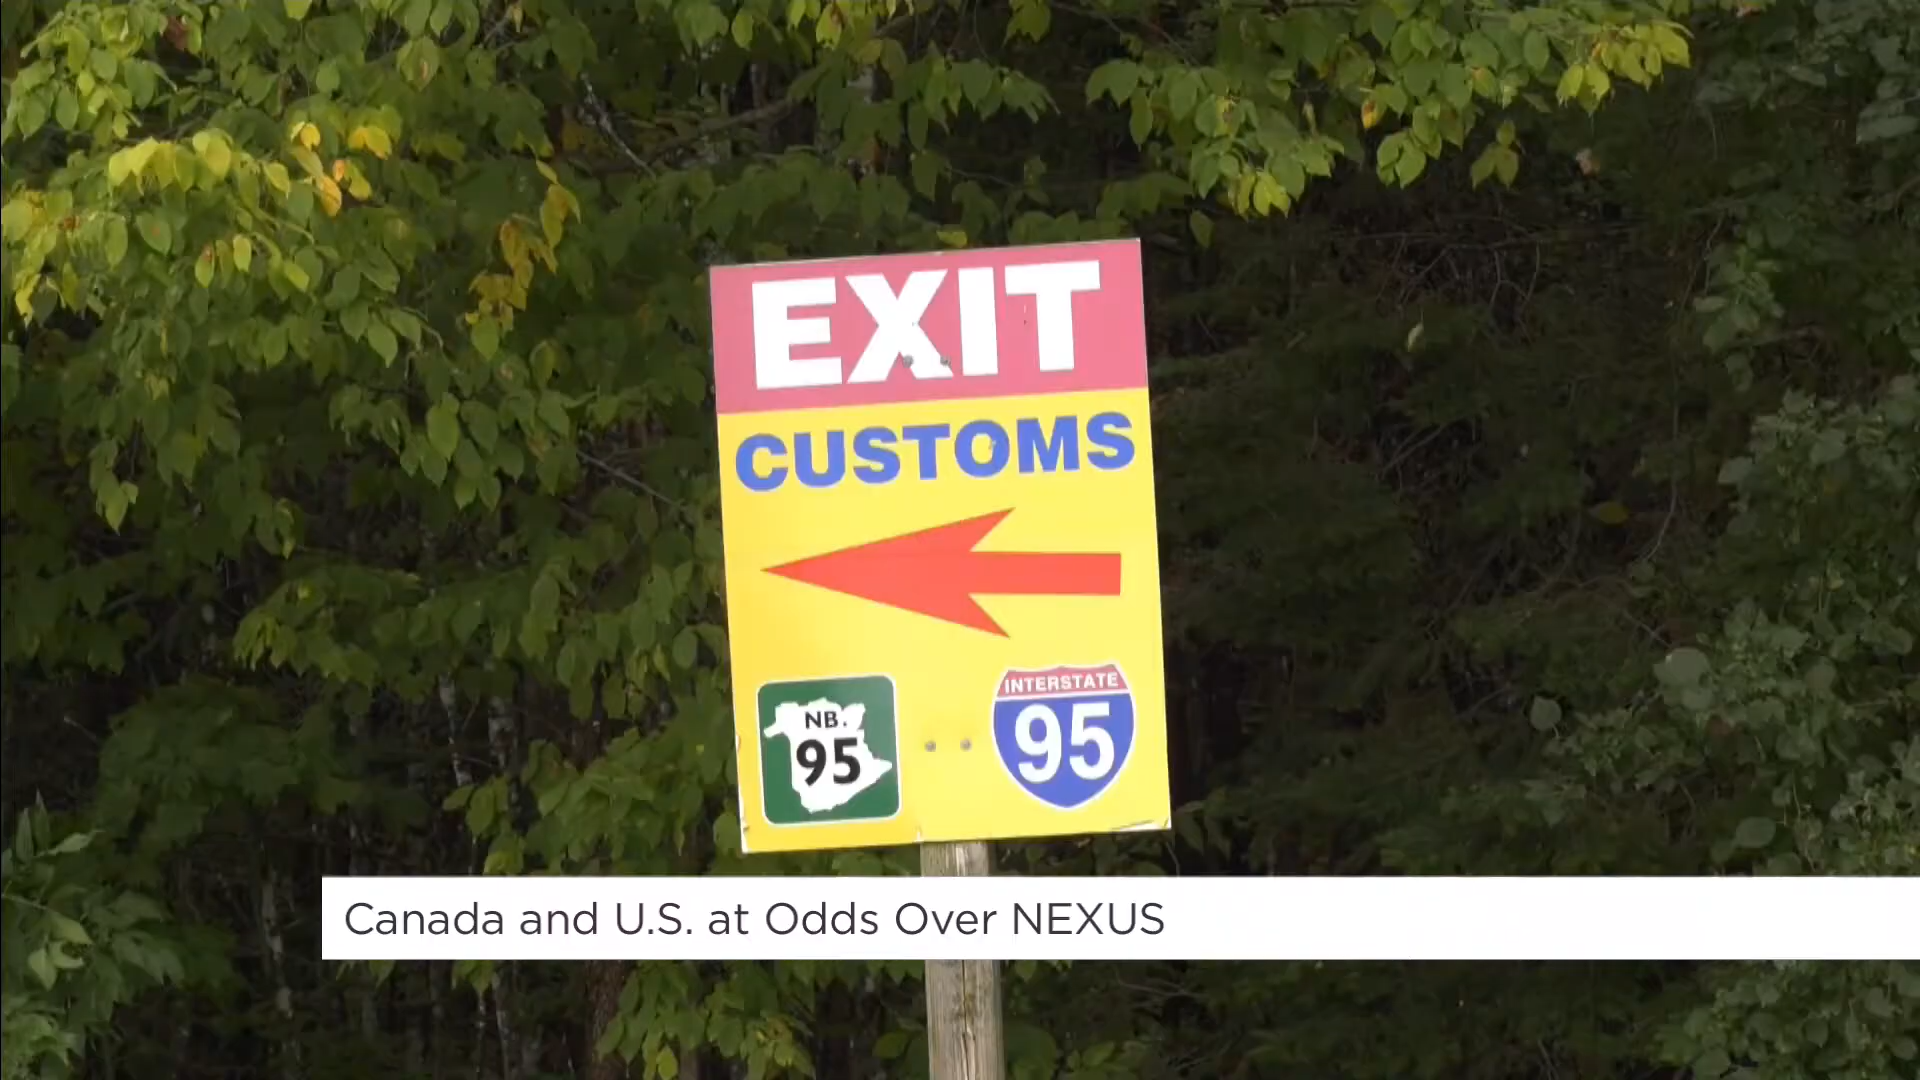 EXIT
CUSTOMS
NB.
95
INTERSTATE
95
Canada and U.S. at Odds Over NEXUS